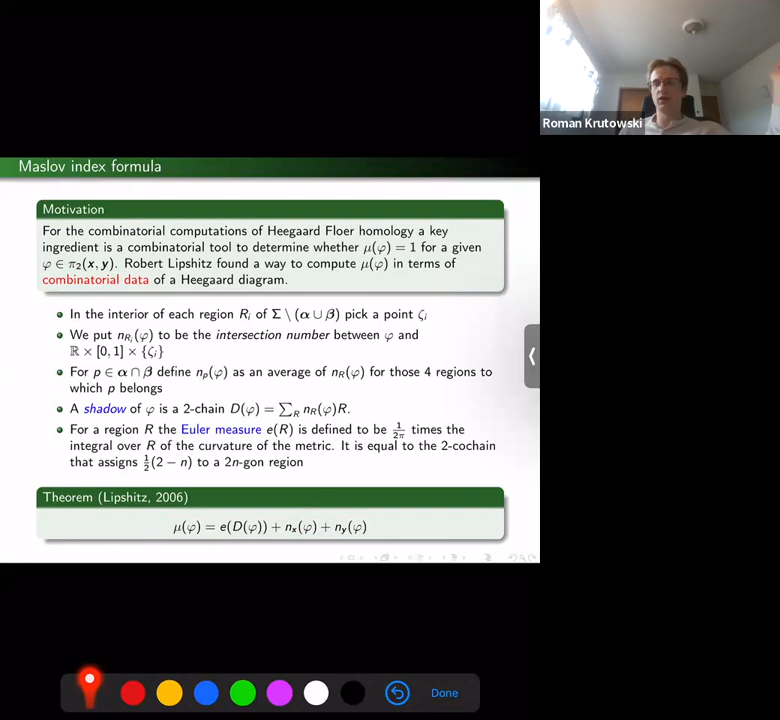 Roman Krutowski
Maslov index formula
Motivation
For the combinatorial computations of Heegaard Floer homology a key
ingredient is a combinatorial tool to determine whether μ(φ) = 1 for a given
φ ∈ π₂(x, y). Robert Lipshitz found a way to compute μ(φ) in terms of
combinatorial data of a Heegaard diagram.
In the interior of each region Rᵢ of Σ \ (α ∪ β) pick a point ζᵢ
We put n_{Rᵢ}(φ) to be the intersection number between φ and
ℝ × [0, 1] × {ζᵢ}
For p ∈ α ∩ β define nₚ(φ) as an average of n_R(φ) for those 4 regions to
which p belongs
A shadow of φ is a 2-chain D(φ) = ∑_R n_R(φ)R.
For a region R the Euler measure e(R) is defined to be 1/2π times the
integral over R of the curvature of the metric. It is equal to the 2-cochain
that assigns 1/2(2 − n) to a 2n-gon region
Theorem (Lipshitz, 2006)
μ(φ) = e(D(φ)) + nₓ(φ) + n_y(φ)
Done